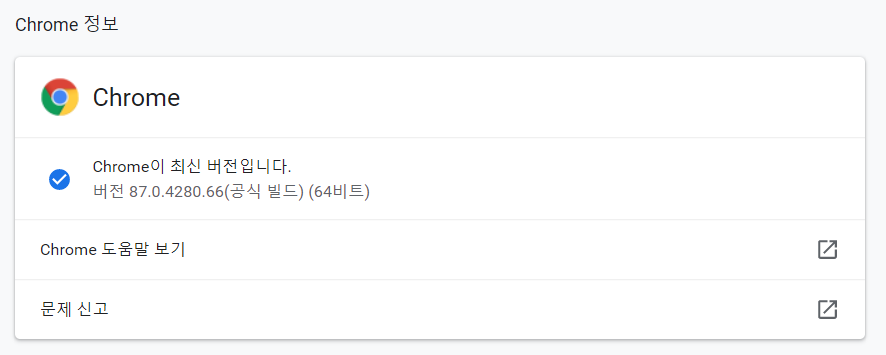 Chrome 정보
Chrome
Chrome이 최신 버전입니다.
버전 87.0.4280.66(공식 빌드) (64비트)
Chrome 도움말 보기
문제 신고